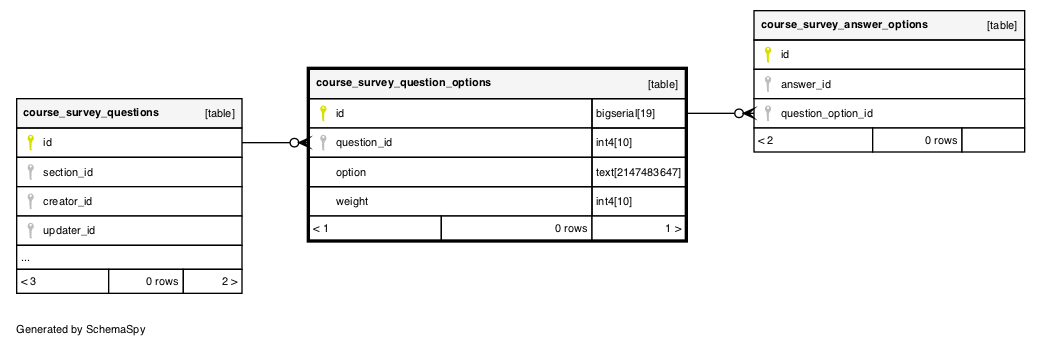 course_survey_questions [table]
id
section_id
creator_id
updater_id
...
< 3 0 rows 2 >
course_survey_question_options [table]
id bigserial[19]
question_id int4[10]
option text[2147483647]
weight int4[10]
< 1 0 rows 1 >
course_survey_answer_options [table]
id
answer_id
question_option_id
< 2 0 rows
Generated by SchemaSpy